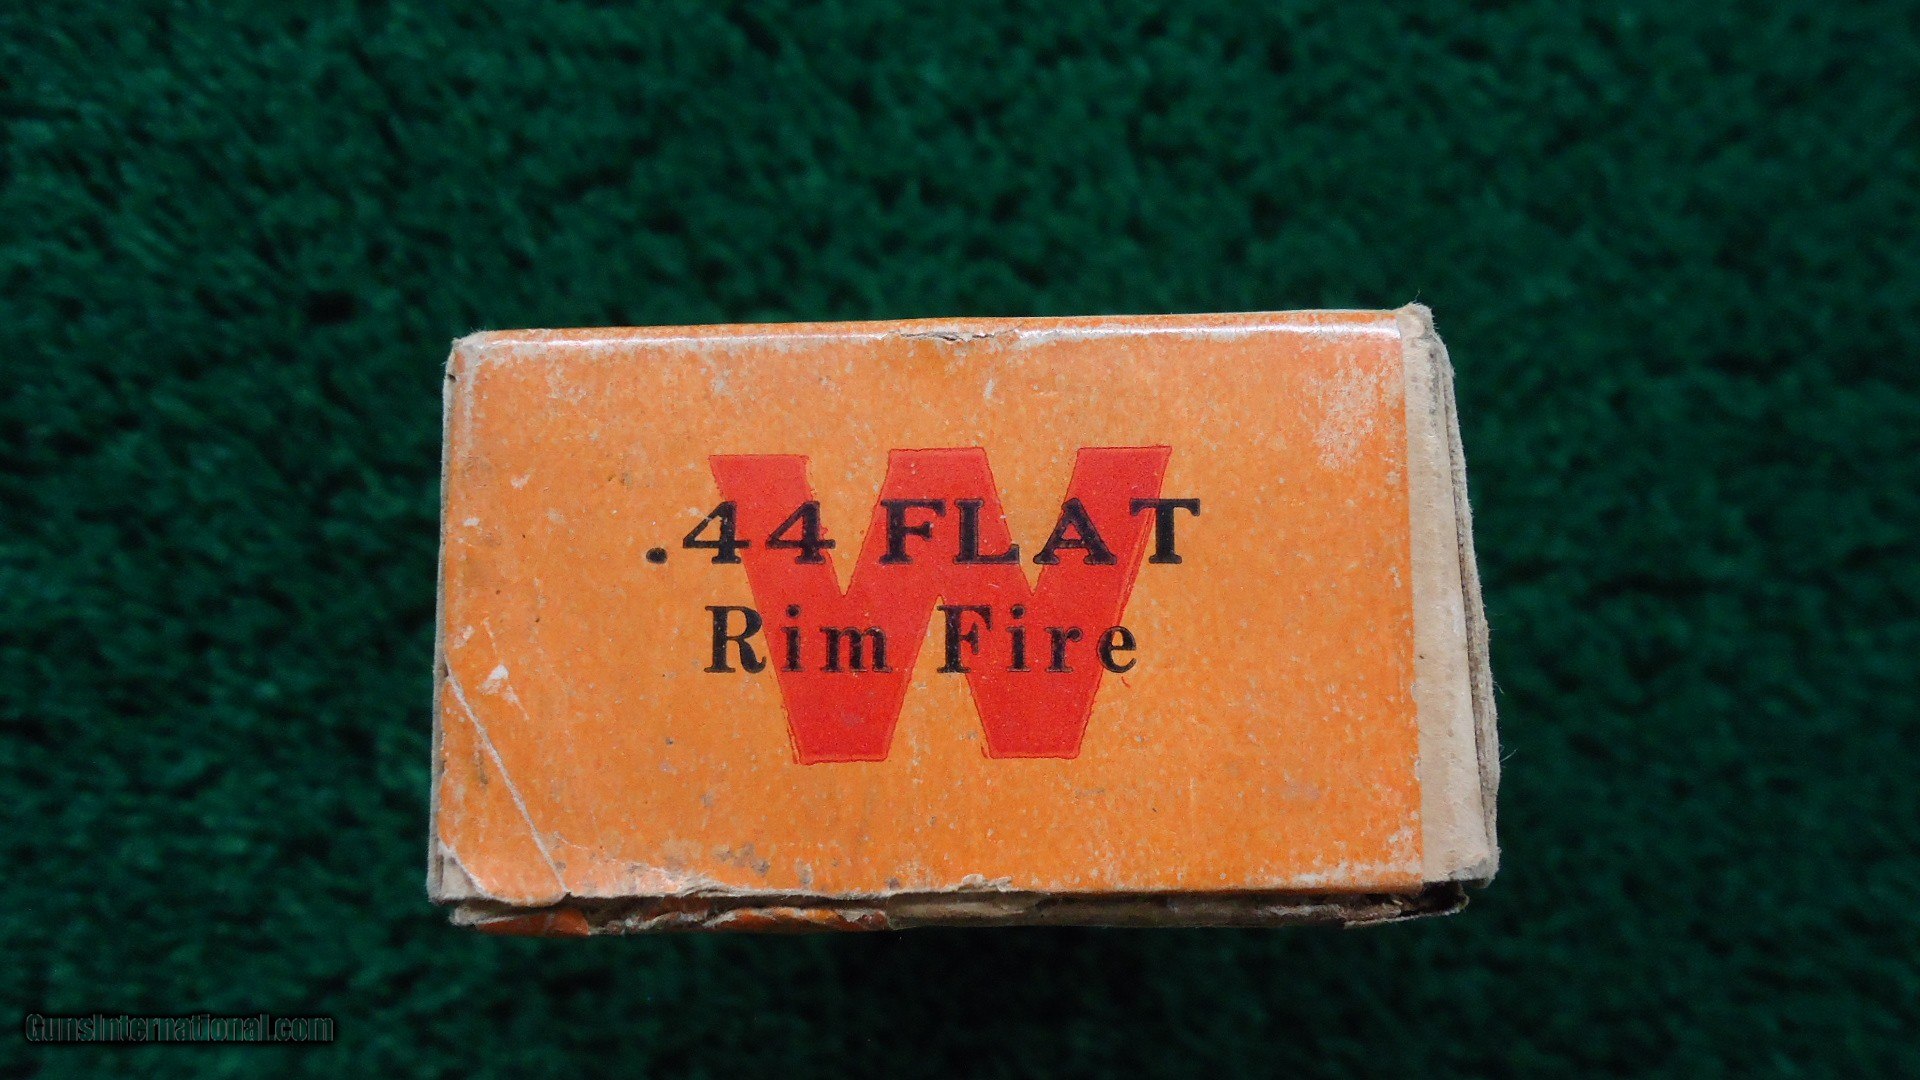 W
.44 FLAT
Rim Fire
GunsInternational.com